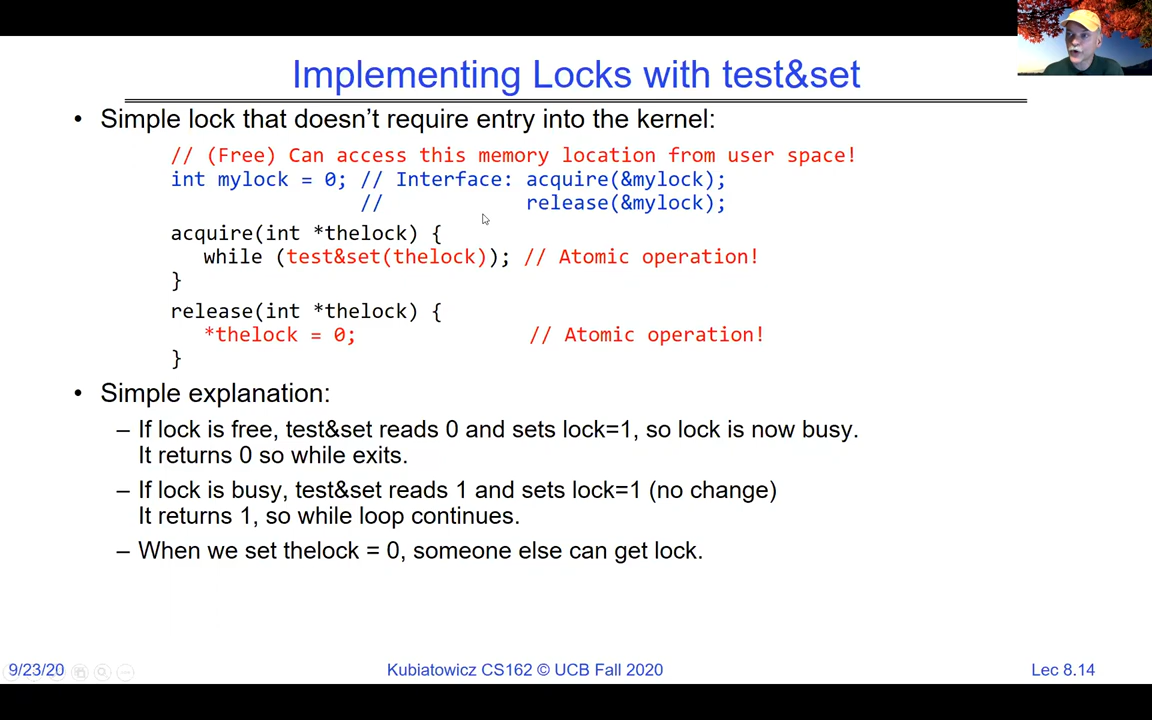 Implementing Locks with test&set
• Simple lock that doesn't require entry into the kernel:
// (Free) Can access this memory location from user space!
int mylock = 0; // Interface: acquire(&mylock);
// release(&mylock);
acquire(int *thelock) {
while (test&set(thelock)); // Atomic operation!
}
release(int *thelock) {
*thelock = 0; // Atomic operation!
}
• Simple explanation:
– If lock is free, test&set reads 0 and sets lock=1, so lock is now busy.
It returns 0 so while exits.
– If lock is busy, test&set reads 1 and sets lock=1 (no change)
It returns 1, so while loop continues.
– When we set thelock = 0, someone else can get lock.
9/23/20 Kubiatowicz CS162 © UCB Fall 2020 Lec 8.14